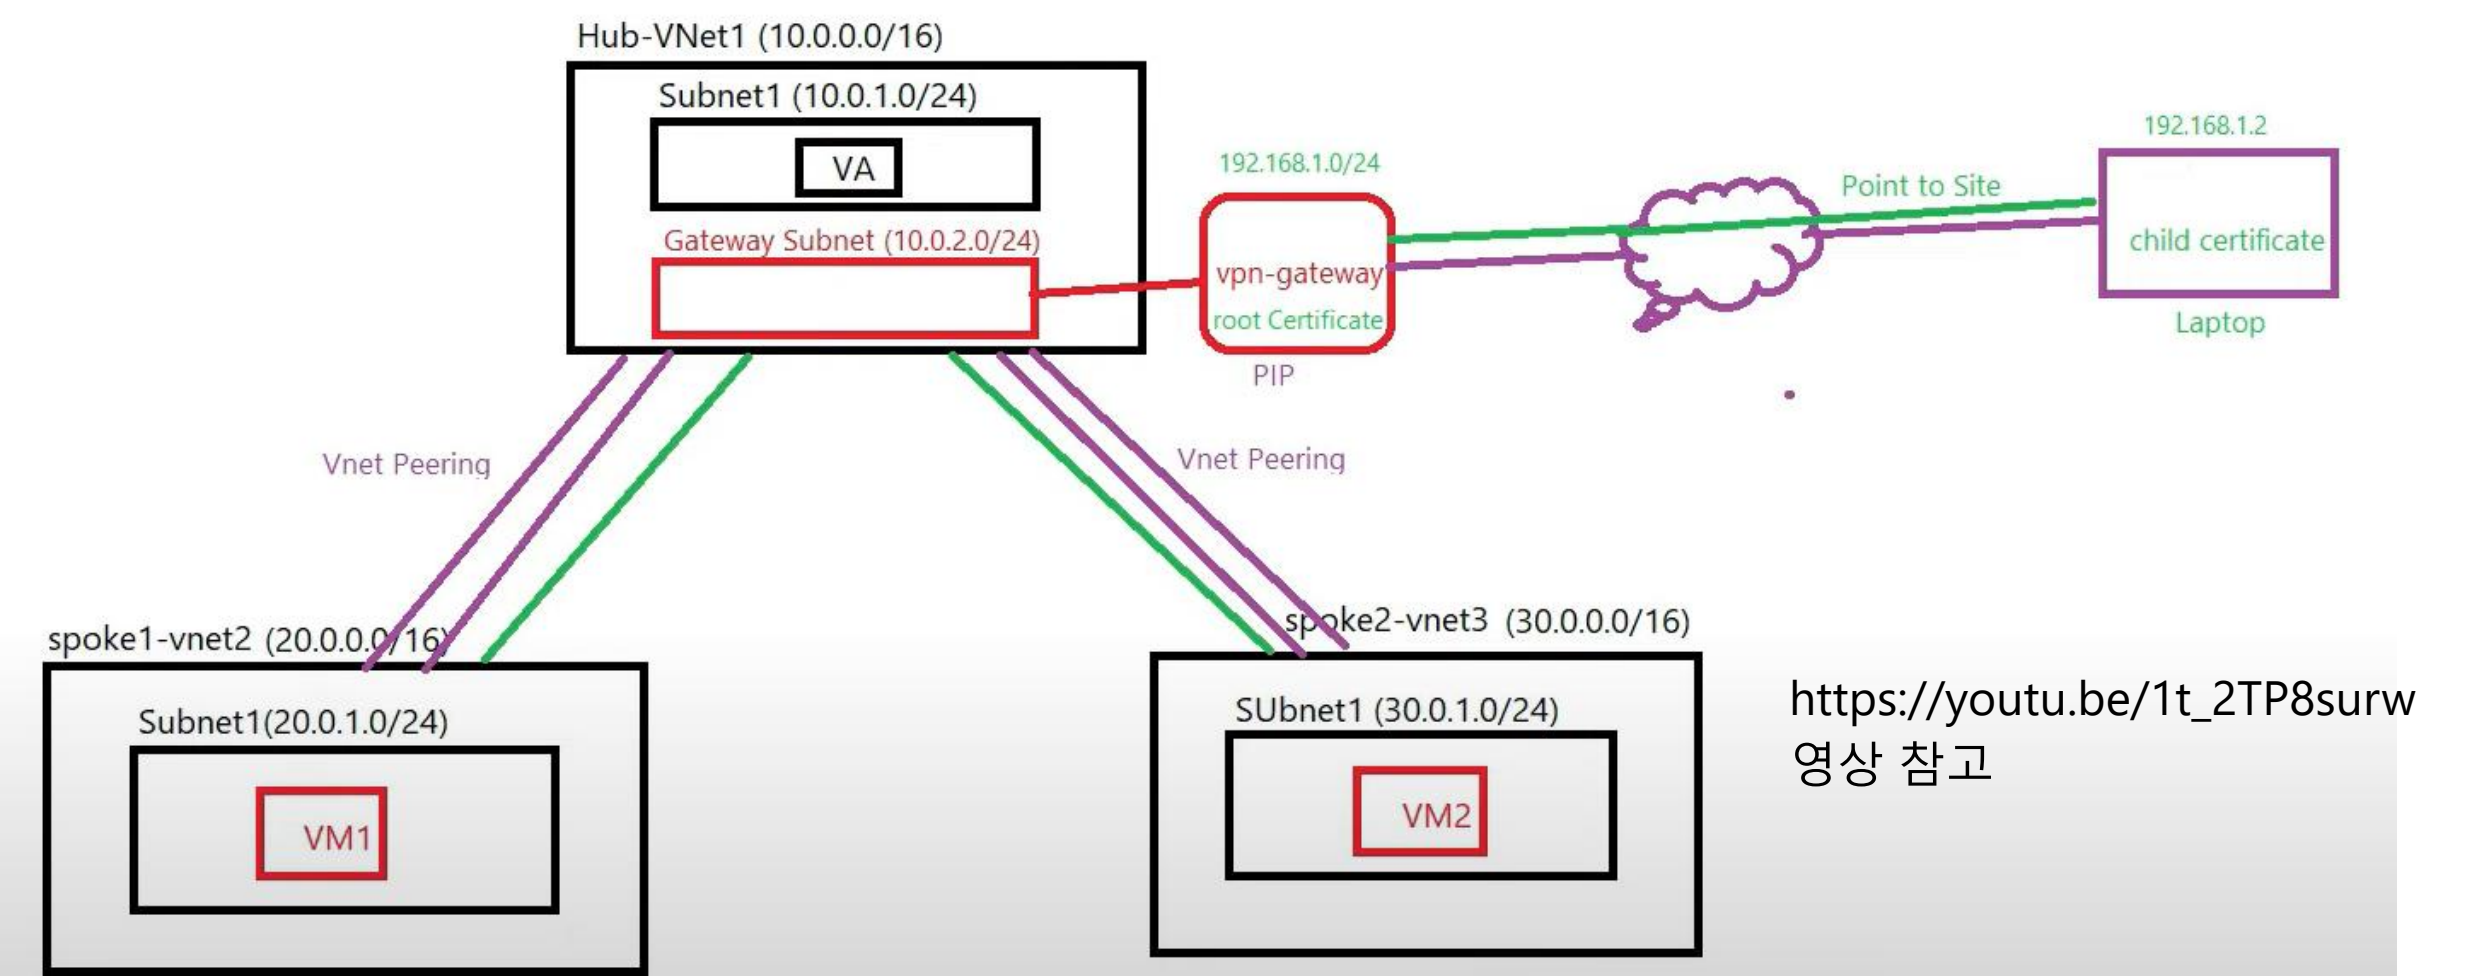 Hub-VNet1 (10.0.0.0/16)
Subnet1 (10.0.1.0/24)
VA
Gateway Subnet (10.0.2.0/24)
192.168.1.0/24
vpn-gateway
root Certificate
PIP
Point to Site
192.168.1.2
child certificate
Laptop
Vnet Peering
Vnet Peering
spoke1-vnet2 (20.0.0.0/16)
Subnet1(20.0.1.0/24)
VM1
spoke2-vnet3 (30.0.0.0/16)
SUbnet1 (30.0.1.0/24)
VM2
https://youtu.be/1t_2TP8surw
영상 참고